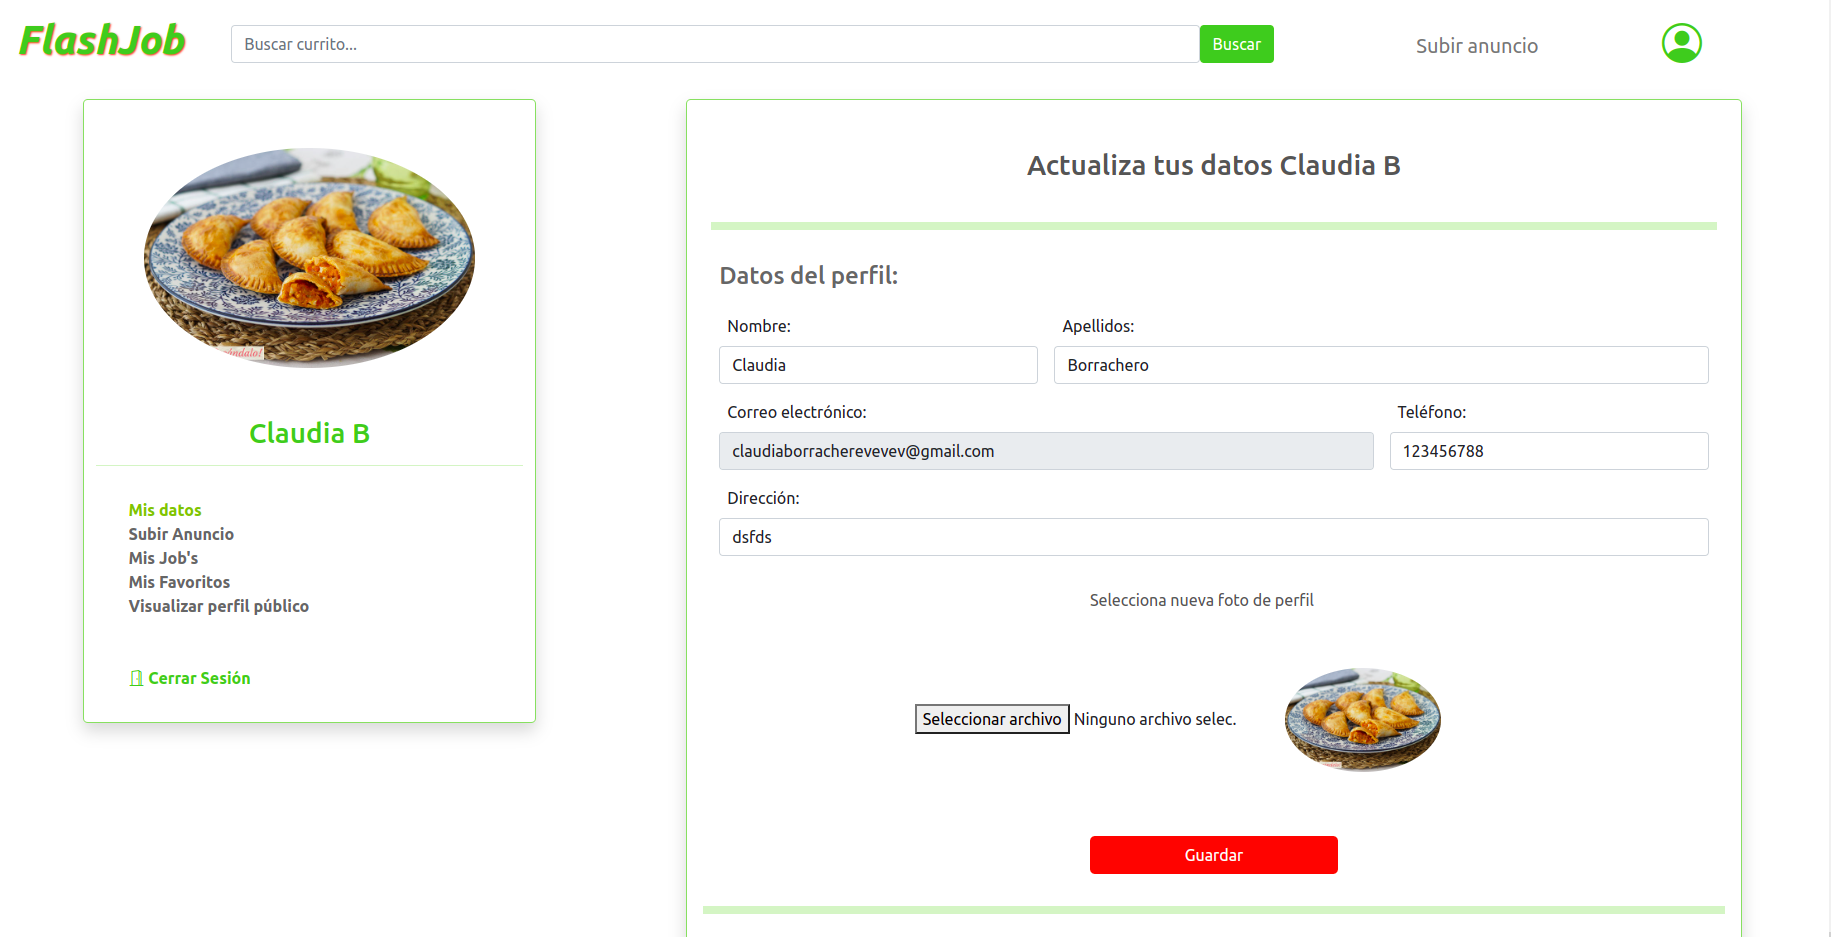 FlashJob
Buscar currito...
Buscar
Subir anuncio
Claudia B
Mis datos
Subir Anuncio
Mis Job's
Mis Favoritos
Visualizar perfil público
Cerrar Sesión
Actualiza tus datos Claudia B
Datos del perfil:
Nombre:
Apellidos:
Claudia
Borrachero
Correo electrónico:
Teléfono:
claudiaborracherevevev@gmail.com
123456788
Dirección:
dsfds
Selecciona nueva foto de perfil
Seleccionar archivo
Ninguno archivo selec.
Guardar